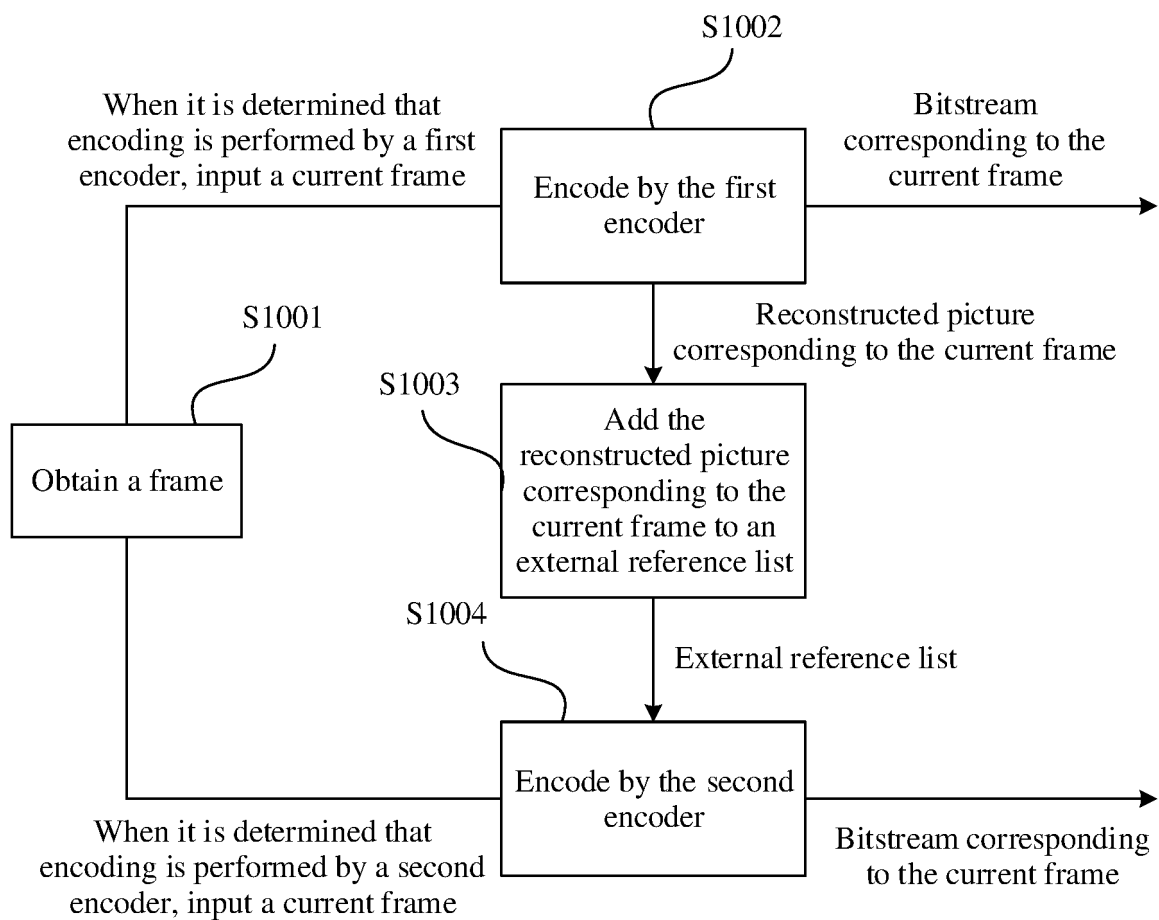 S1002
When it is determined that
encoding is performed by a first
encoder, input a current frame
Bitstream
corresponding to the
current frame
Encode by the first
encoder
S1001
Reconstructed picture
corresponding to the current frame
S1003
Obtain a frame
Add the
reconstructed picture
corresponding to the
current frame to an
external reference list
S1004
External reference list
Encode by the second
encoder
When it is determined that
encoding is performed by a second
encoder, input a current frame
Bitstream corresponding
to the current frame